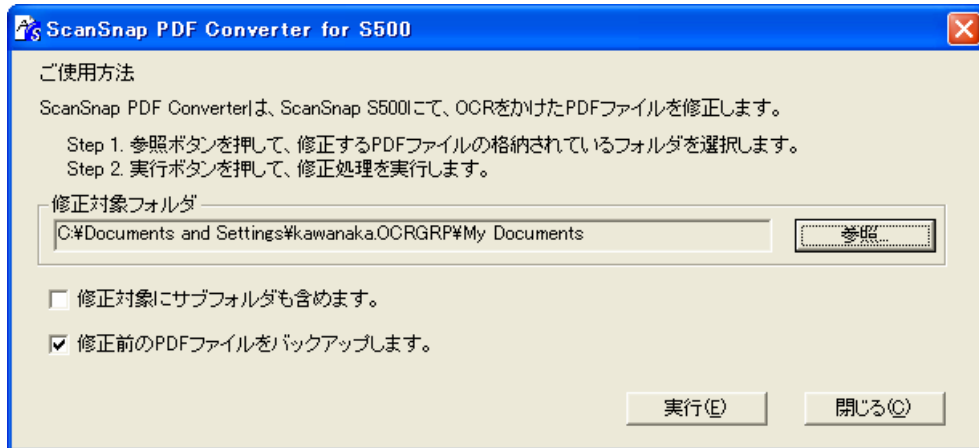 ScanSnap PDF Converter for S500
ご使用方法
ScanSnap PDF Converterは、ScanSnap S500にて、OCRをかけたPDFファイルを修正します。
Step 1. 参照ボタンを押して、修正するPDFファイルの格納されているフォルダを選択します。
Step 2. 実行ボタンを押して、修正処理を実行します。
修正対象フォルダ
C:¥Documents and Settings¥kawanaka.OCRGRP¥My Documents
参照...
修正対象にサブフォルダも含めます。
修正前のPDFファイルをバックアップします。
実行(E)
閉じる(C)